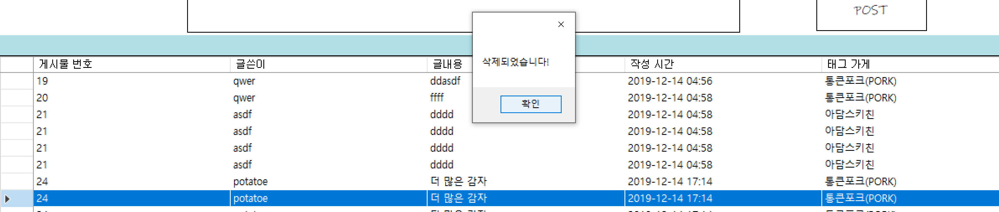 POST
삭제되었습니다!
확인
게시물 번호 글쓴이 글내용 작성 시간 태그 가게
19 qwer ddasdf 2019-12-14 04:56 통큰포크(PORK)
20 qwer ffff 2019-12-14 04:58 통큰포크(PORK)
21 asdf dddd 2019-12-14 04:58 아담스키친
21 asdf dddd 2019-12-14 04:58 아담스키친
21 asdf dddd 2019-12-14 04:58 아담스키친
21 asdf dddd 2019-12-14 04:58 아담스키친
24 potatoe 더 많은 감자 2019-12-14 17:14 통큰포크(PORK)
24 potatoe 더 많은 감자 2019-12-14 17:14 통큰포크(PORK)